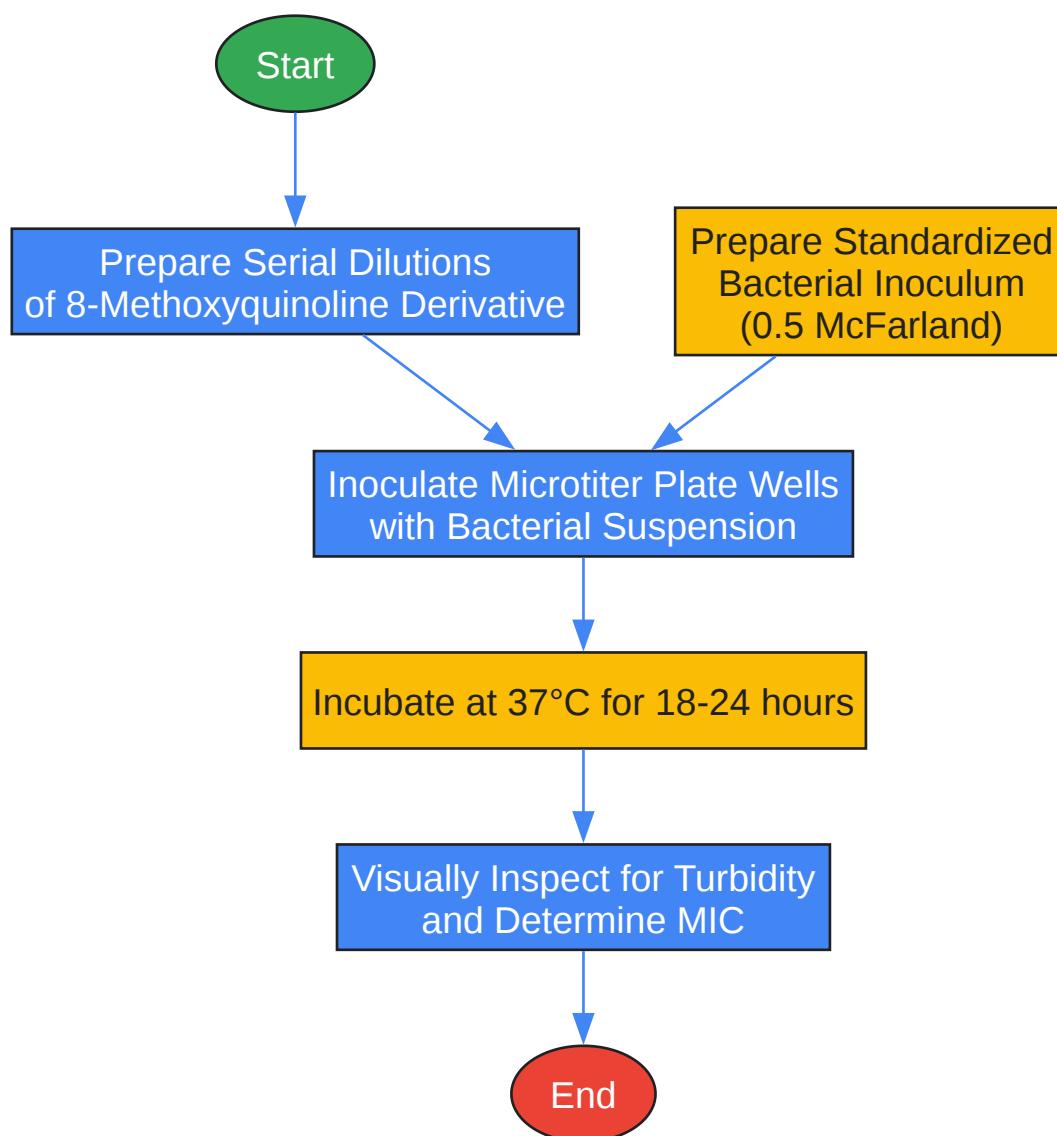 Start
Prepare Serial Dilutions
of 8-Methoxyquinoline Derivative
Prepare Standardized
Bacterial Inoculum
(0.5 McFarland)
Inoculate Microtiter Plate Wells
with Bacterial Suspension
Incubate at 37°C for 18-24 hours
Visually Inspect for Turbidity
and Determine MIC
End